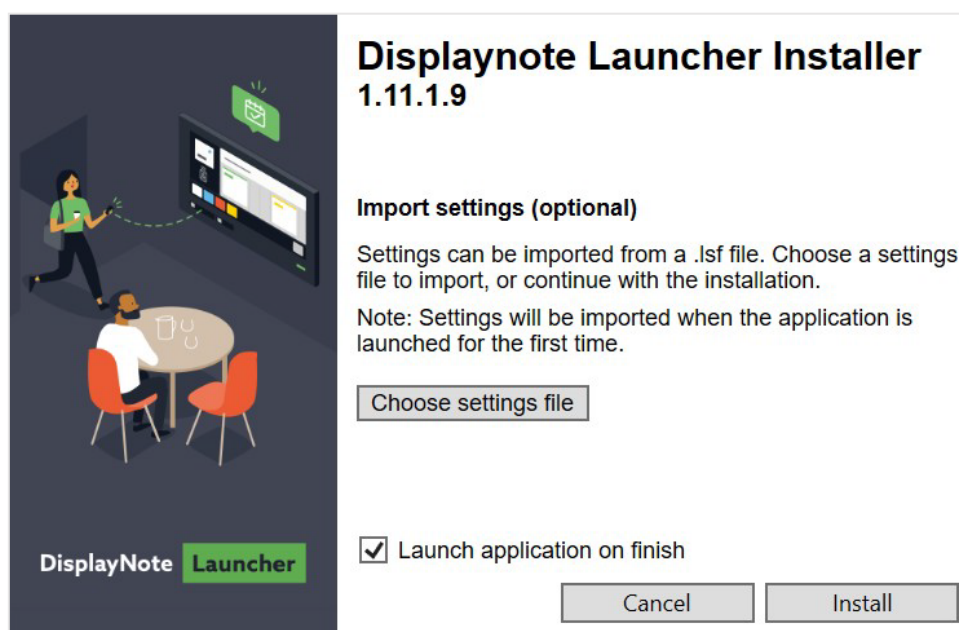 Displaynote Launcher Installer
1.11.1.9
Import settings (optional)
Settings can be imported from a .lsf file. Choose a settings
file to import, or continue with the installation.
Note: Settings will be imported when the application is
launched for the first time.
Choose settings file
Launch application on finish
DisplayNote Launcher
Cancel
Install